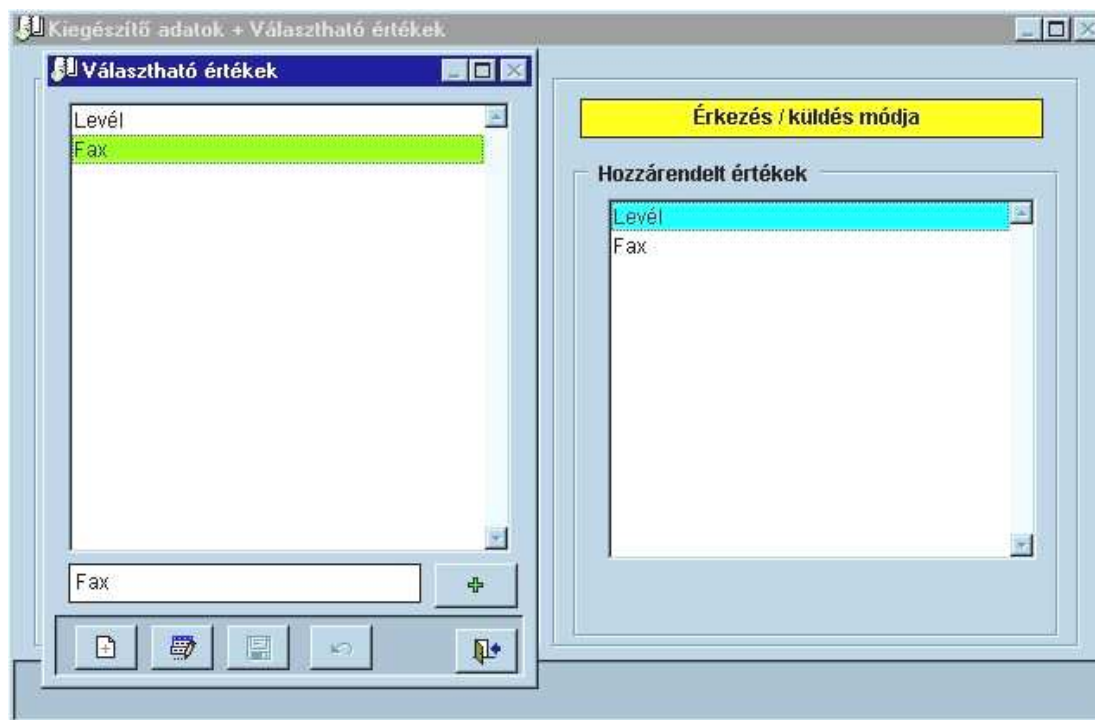 Kiegészítő adatok + Választható értékek
Választható értékek
Levél
Fax
Fax
Érkezés / küldés módja
Hozzárendelt értékek
Levél
Fax